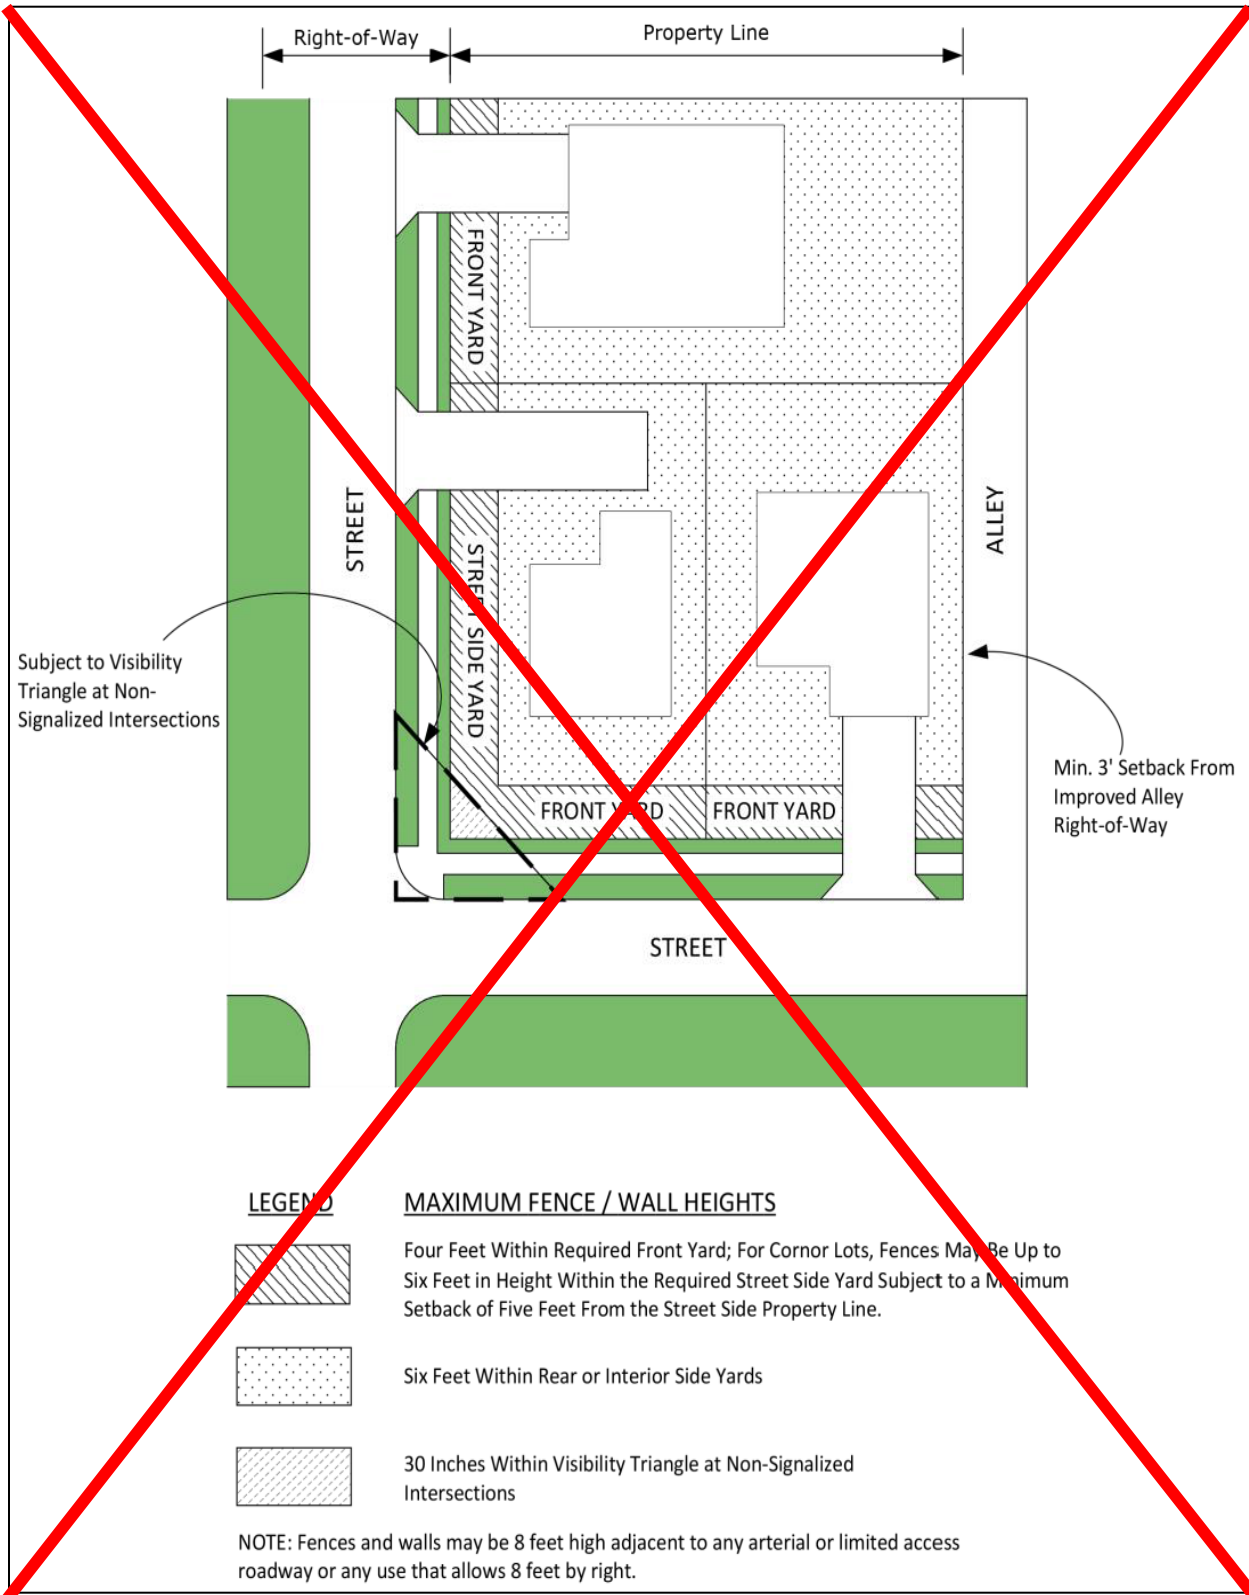 Right-of-Way
Property Line
FRONT YARD
STREET
ALLEY
STREET SIDE YARD
Subject to Visibility
Triangle at Non-
Signalized Intersections
Min. 3' Setback From
Improved Alley
Right-of-Way
FRONT YARD
FRONT YARD
STREET
LEGEND
MAXIMUM FENCE / WALL HEIGHTS
Four Feet Within Required Front Yard; For Cornor Lots, Fences May Be Up to
Six Feet in Height Within the Required Street Side Yard Subject to a Minimum
Setback of Five Feet From the Street Side Property Line.
Six Feet Within Rear or Interior Side Yards
30 Inches Within Visibility Triangle at Non-Signalized
Intersections
NOTE: Fences and walls may be 8 feet high adjacent to any arterial or limited access
roadway or any use that allows 8 feet by right.